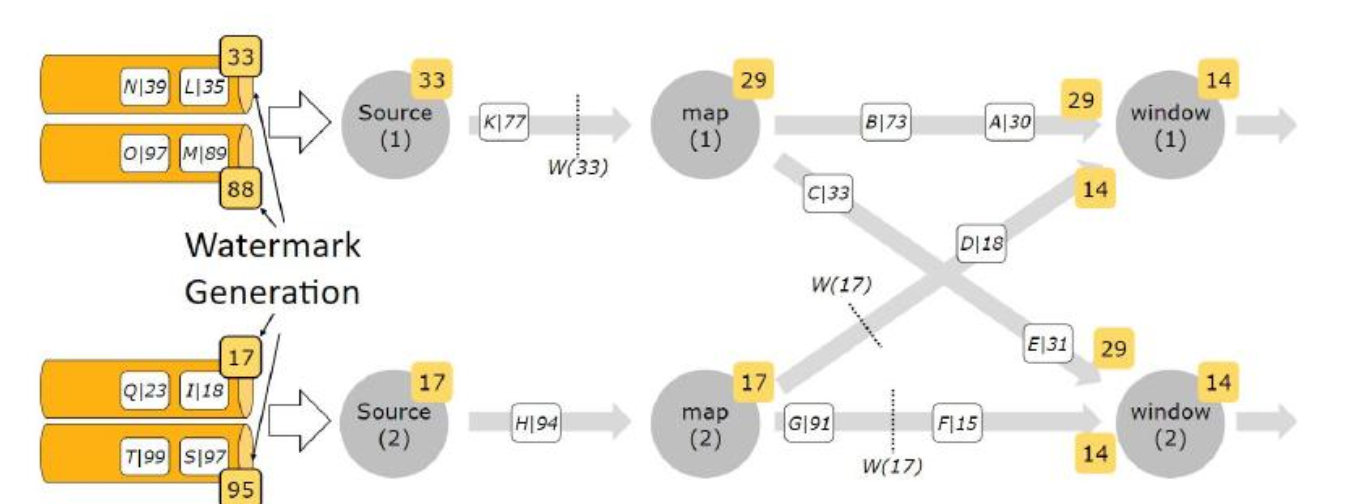 33
N|39 L|35
O|97 M|89
88
Source
(1)
33
K|77
W(33)
map
(1)
29
B|73
A|30
29
window
(1)
14
C|33
14
D|18
Watermark
Generation
W(17)
17
Q|23 I|18
T|99 S|97
95
Source
(2)
17
H|94
map
(2)
17
G|91
W(17)
F|15
E|31
29
14
window
(2)
14